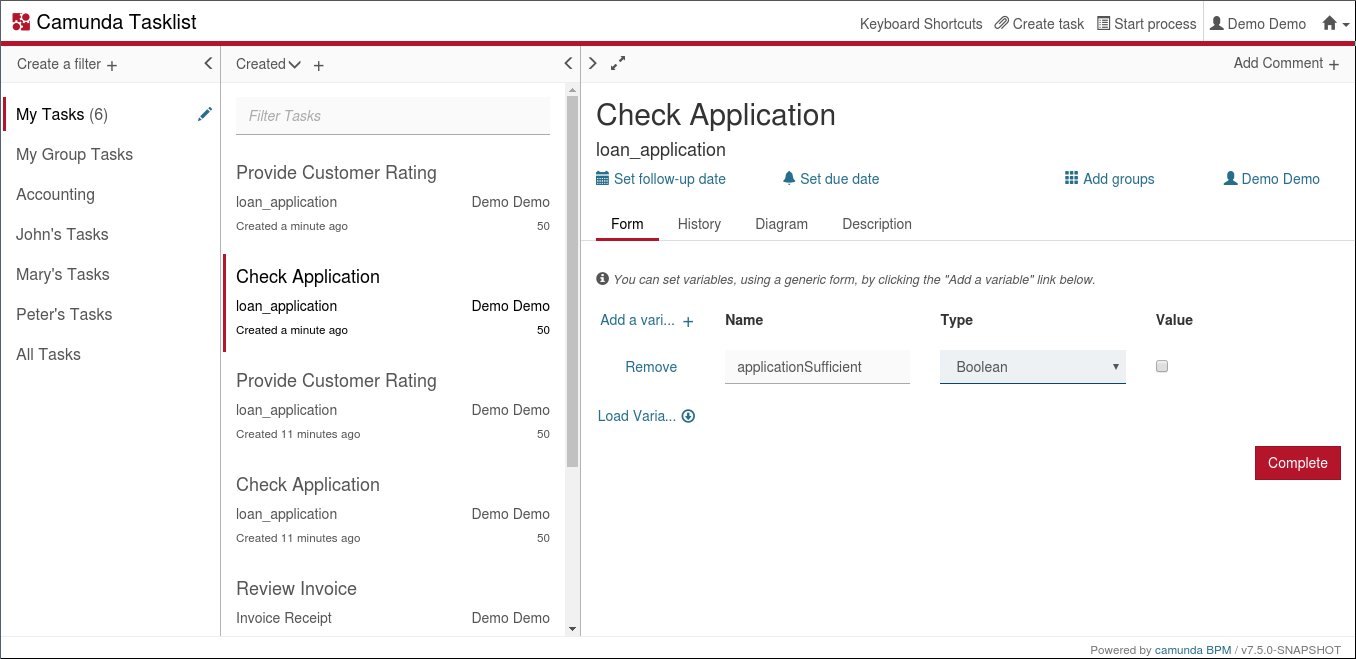 Camunda Tasklist
Keyboard Shortcuts Create task Start process Demo Demo
Create a filter +
My Tasks (6)
My Group Tasks
Accounting
John's Tasks
Mary's Tasks
Peter's Tasks
All Tasks
Created +
Filter Tasks
Provide Customer Rating
loan_application Demo Demo
Created a minute ago 50
Check Application
loan_application Demo Demo
Created a minute ago 50
Provide Customer Rating
loan_application Demo Demo
Created 11 minutes ago 50
Check Application
loan_application Demo Demo
Created 11 minutes ago 50
Review Invoice
Invoice Receipt Demo Demo
Add Comment +
Check Application
loan_application
Set follow-up date Set due date Add groups Demo Demo
Form History Diagram Description
You can set variables, using a generic form, by clicking the "Add a variable" link below.
Add a vari... + Name Type Value
Remove applicationSufficient Boolean
Load Varia...
Complete
Powered by camunda BPM / v7.5.0-SNAPSHOT